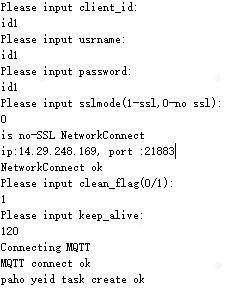 Please input client_id:
id1
Please input usrname:
id1
Please input password:
id1
Please input sslmode(1-ssl,0-no ssl):
0
is no-SSL NetworkConnect
ip:14.29.248.169, port :21883
NetworkConnect ok
Please input clean_flag(0/1):
1
Please input keep_alive:
120
Connecting MQTT
MQTT connect ok
paho yeid task create ok